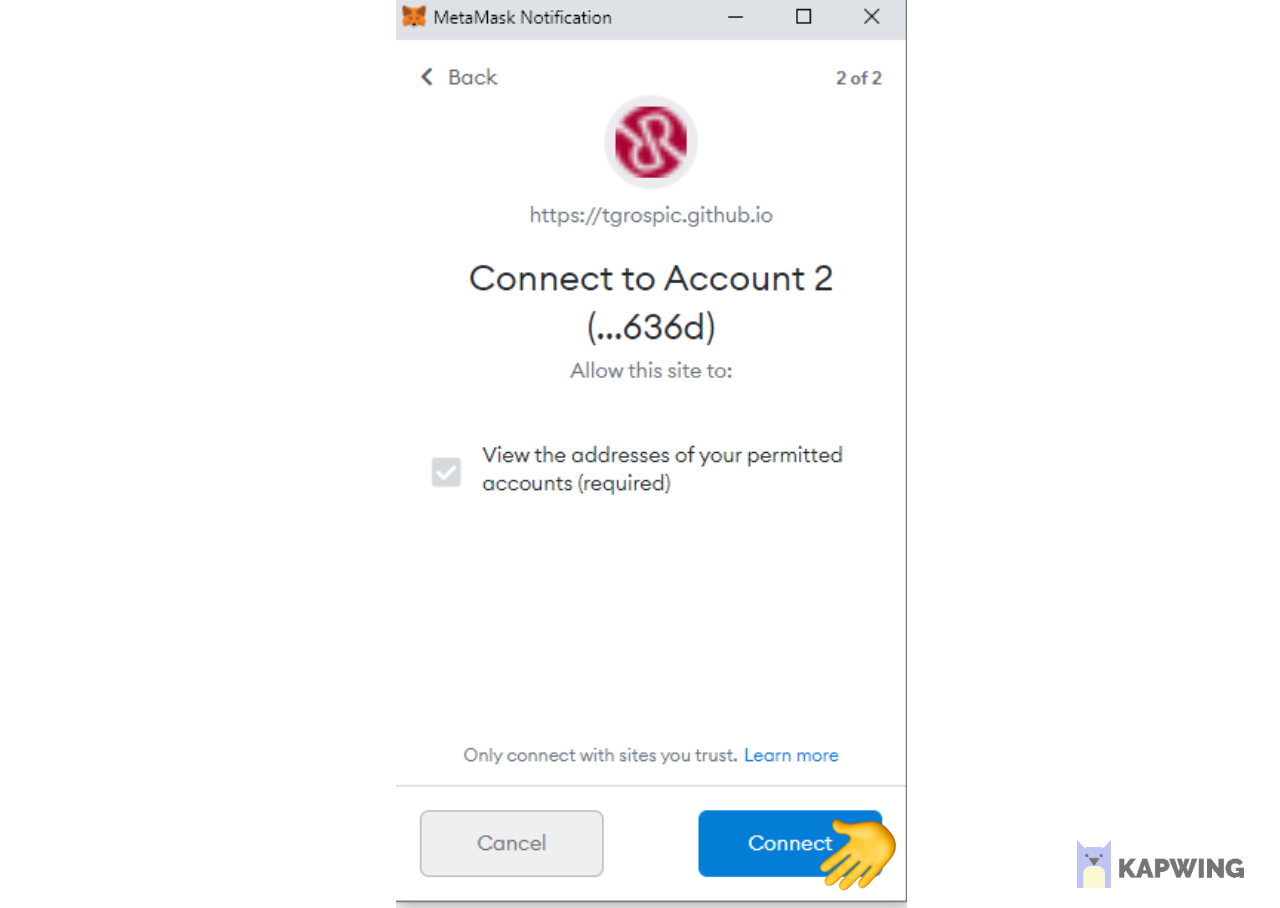 MetaMask Notification
Back
2 of 2
https://tgrospic.github.io
Connect to Account 2
(...636d)
Allow this site to:
View the addresses of your permitted
accounts (required)
Only connect with sites you trust. Learn more
Cancel
Connect
KAPWING